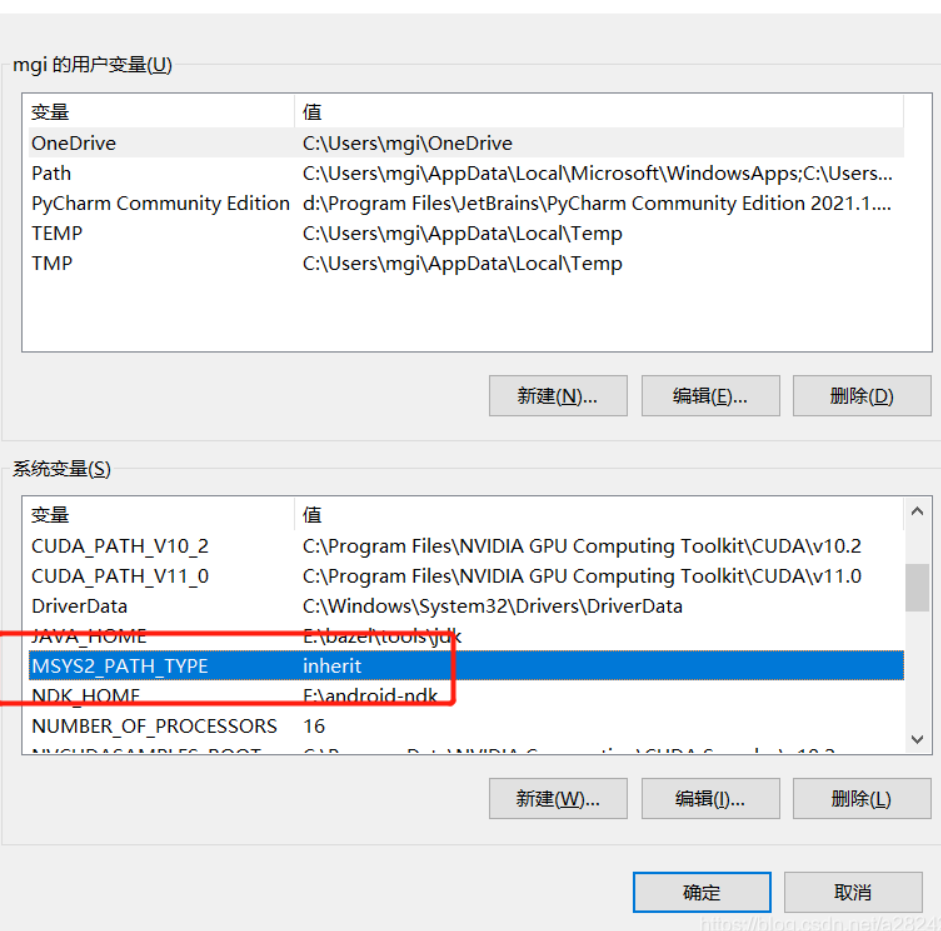 mgi 的用户变量(U)
变量 值
OneDrive C:\Users\mgi\OneDrive
Path C:\Users\mgi\AppData\Local\Microsoft\WindowsApps;C:\Users...
PyCharm Community Edition d:\Program Files\JetBrains\PyCharm Community Edition 2021.1....
TEMP C:\Users\mgi\AppData\Local\Temp
TMP C:\Users\mgi\AppData\Local\Temp
新建(N)... 编辑(E)... 删除(D)
系统变量(S)
变量 值
CUDA_PATH_V10_2 C:\Program Files\NVIDIA GPU Computing Toolkit\CUDA\v10.2
CUDA_PATH_V11_0 C:\Program Files\NVIDIA GPU Computing Toolkit\CUDA\v11.0
DriverData C:\Windows\System32\Drivers\DriverData
JAVA_HOME E:\bazel\tools\jdk
MSYS2_PATH_TYPE inherit
NDK_HOME E:\android-ndk
NUMBER_OF_PROCESSORS 16
NVCUDASAMPLES_ROOT
新建(W)... 编辑(I)... 删除(L)
确定 取消
https://blog.csdn.net/a2824